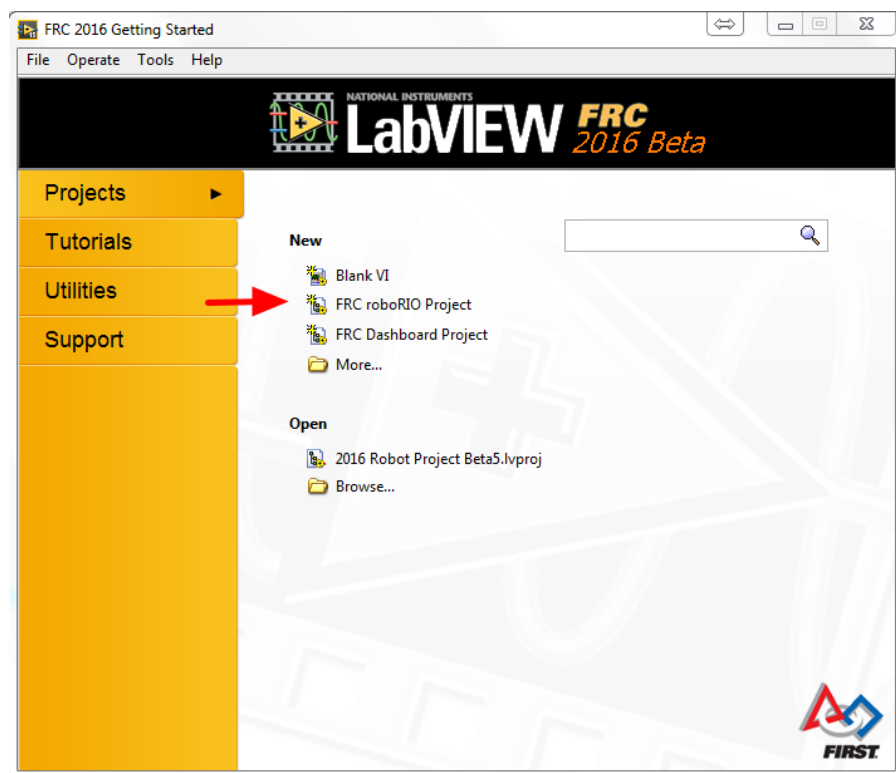 FRC 2016 Getting Started
File Operate Tools Help
NATIONAL INSTRUMENTS
LabVIEW FRC
2016 Beta
Projects
Tutorials
Utilities
Support
New
Blank VI
FRC roboRIO Project
FRC Dashboard Project
More...
Open
2016 Robot Project Beta5.lvproj
Browse...
FIRST.